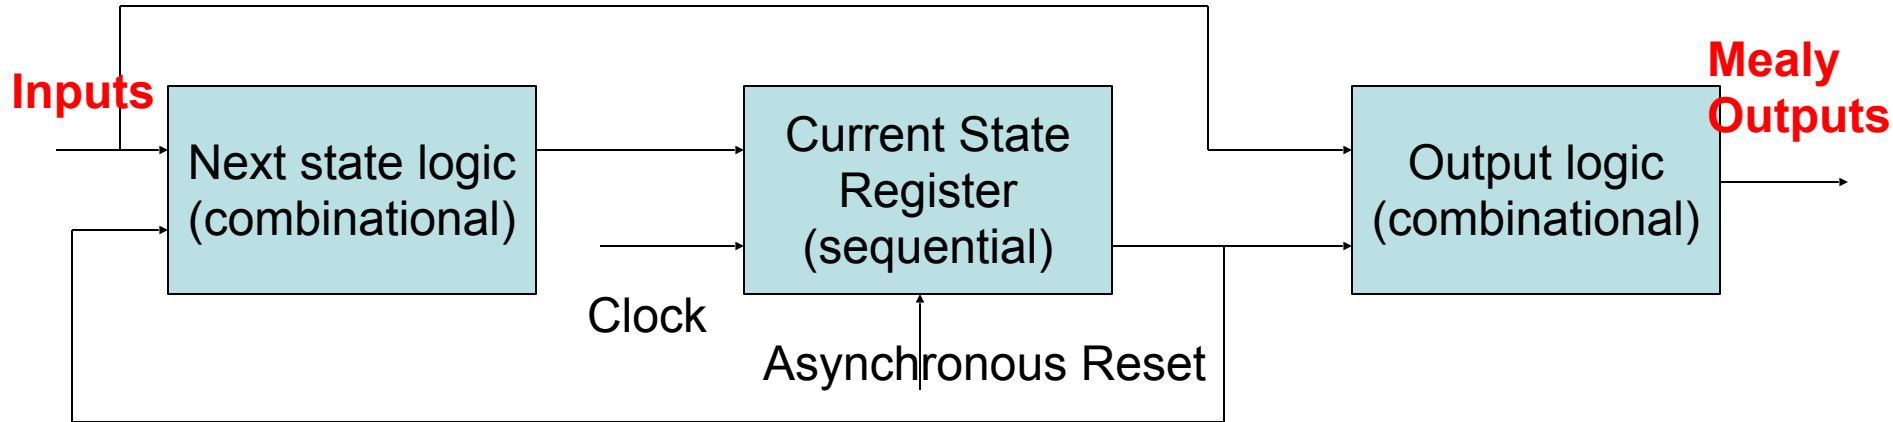 Inputs
Next state logic
(combinational)
Clock
Current State
Register
(sequential)
Asynchronous Reset
Output logic
(combinational)
Mealy
Outputs